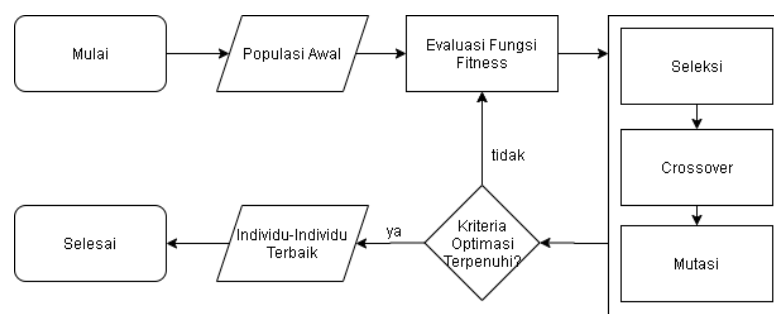 Mulai
Populasi Awal
Evaluasi Fungsi
Fitness
Seleksi
Crossover
Mutasi
tidak
Kriteria
Optimasi
Terpenuhi?
ya
Individu-Individu
Terbaik
Selesai